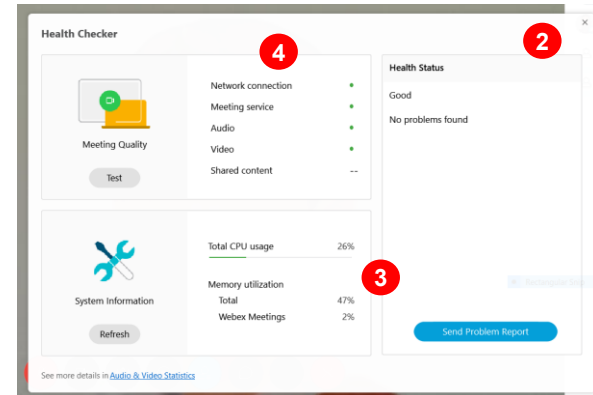 Health Checker
×
2
4
Network connection
Meeting service
Audio
Video
Shared content --
Meeting Quality
Test
Health Status
Good
No problems found
Total CPU usage 26%
Memory utilization
Total 47%
Webex Meetings 2%
3
System Information
Refresh
Send Problem Report
See more details in Audio & Video Statistics